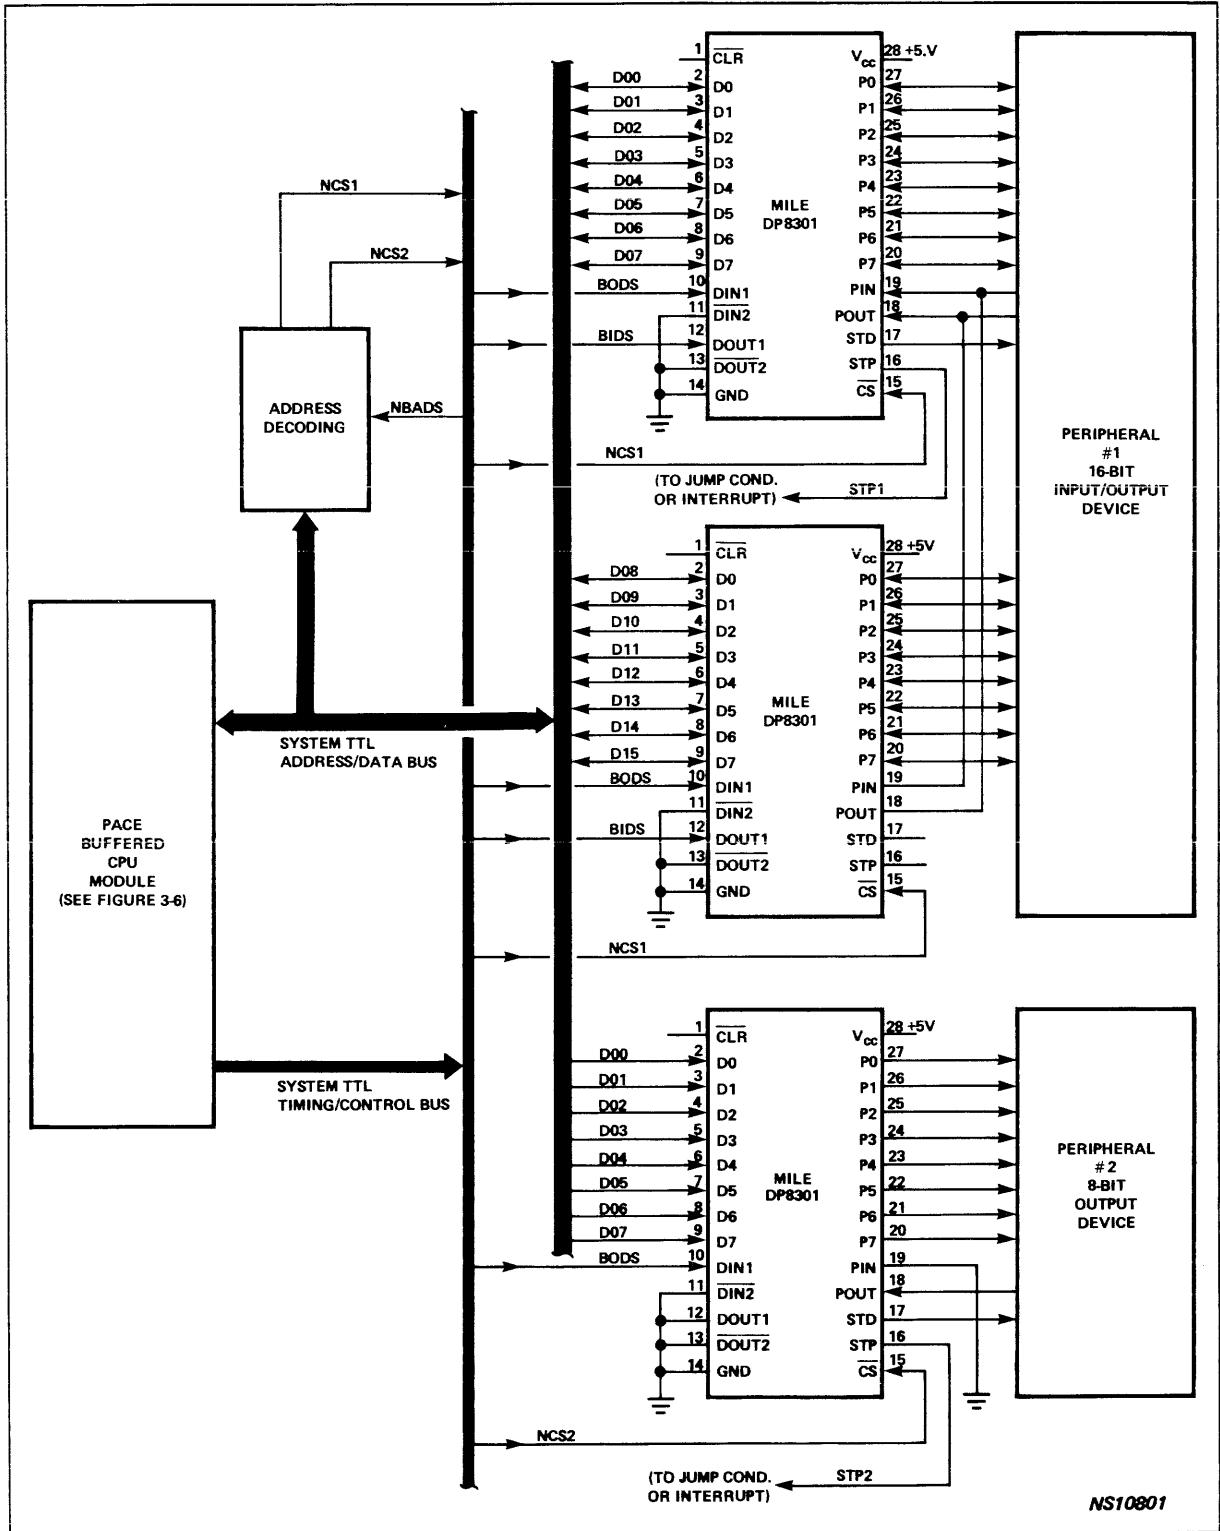 1 CLR
VCC 28 +5.V
D00 2 D0
P0 27
D01 3 D1
P1 26
D02 4 D2
P2 25
D03 5 D3
P3 24
D04 6 D4
P4 23
D05 7 D5
P5 22
D06 8 D6
P6 21
D07 9 D7
P7 20
MILE
DP8301
BODS 10 DIN1
PIN 19
11 DIN2
POUT 18
BIDS 12 DOUT1
STD 17
13 DOUT2
STP 16
14 GND
CS 15
NCS1
(TO JUMP COND.
OR INTERRUPT)
STP1
NCS1
NCS2
ADDRESS
DECODING
NBADS
PERIPHERAL
#1
16-BIT
INPUT/OUTPUT
DEVICE
1 CLR
VCC 28 +5V
D08 2 D0
P0 27
D09 3 D1
P1 26
D10 4 D2
P2 25
D11 5 D3
P3 24
D12 6 D4
P4 23
D13 7 D5
P5 22
D14 8 D6
P6 21
D15 9 D7
P7 20
MILE
DP8301
BODS 10 DIN1
PIN 19
11 DIN2
POUT 18
BIDS 12 DOUT1
STD 17
13 DOUT2
STP 16
14 GND
CS 15
NCS1
SYSTEM TTL
ADDRESS/DATA BUS
PACE
BUFFERED
CPU
MODULE
(SEE FIGURE 3-6)
SYSTEM TTL
TIMING/CONTROL BUS
1 CLR
VCC 28 +5V
D00 2 D0
P0 27
D01 3 D1
P1 26
D02 4 D2
P2 25
D03 5 D3
P3 24
D04 6 D4
P4 23
D05 7 D5
P5 22
D06 8 D6
P6 21
D07 9 D7
P7 20
MILE
DP8301
BODS 10 DIN1
PIN 19
11 DIN2
POUT 18
12 DOUT1
STD 17
13 DOUT2
STP 16
14 GND
CS 15
NCS2
(TO JUMP COND.
OR INTERRUPT)
STP2
PERIPHERAL
#2
8-BIT
OUTPUT
DEVICE
NS10801